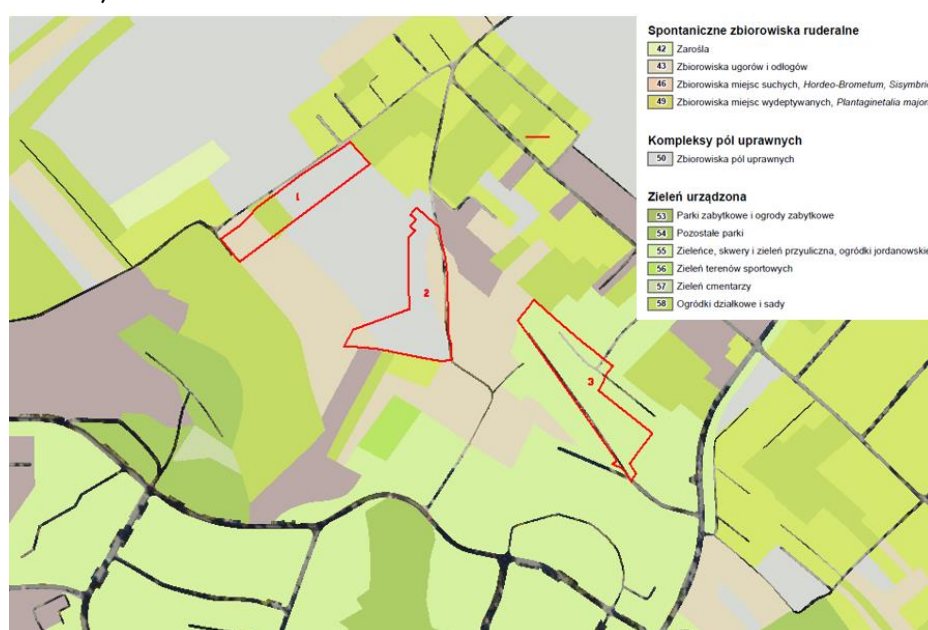 Spontaniczne zbiorowiska ruderalne
42 Zarośla
43 Zbiorowiska ugorów i odłogów
46 Zbiorowiska miejsc suchych, Hordeo-Brometum,
49 Zbiorowiska miejsc wydeptywanych, Plantaginetalia
Kompleksy pól uprawnych
50 Zbiorowiska pól uprawnych
Zieleń urządzona
53 Parki zabytkowe i ogrody zabytkowe
54 Pozostałe parki
55 Zieleńce, skwery i zieleń przyuliczna, ogródki
56 Zieleń terenów sportowych
57 Zieleń cmentarzy
58 Ogródki działkowe i sady
1
2
3